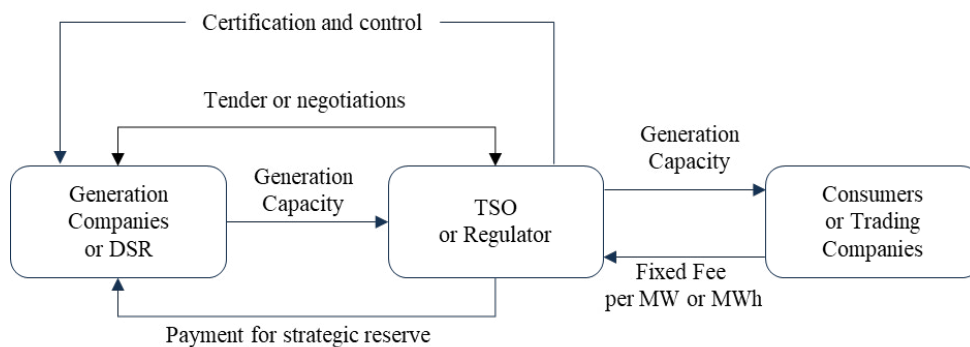 Certification and control
Tender or negotiations
Generation
Companies
or DSR
Generation
Capacity
TSO
or Regulator
Generation
Capacity
Consumers
or Trading
Companies
Fixed Fee
per MW or MWh
Payment for strategic reserve